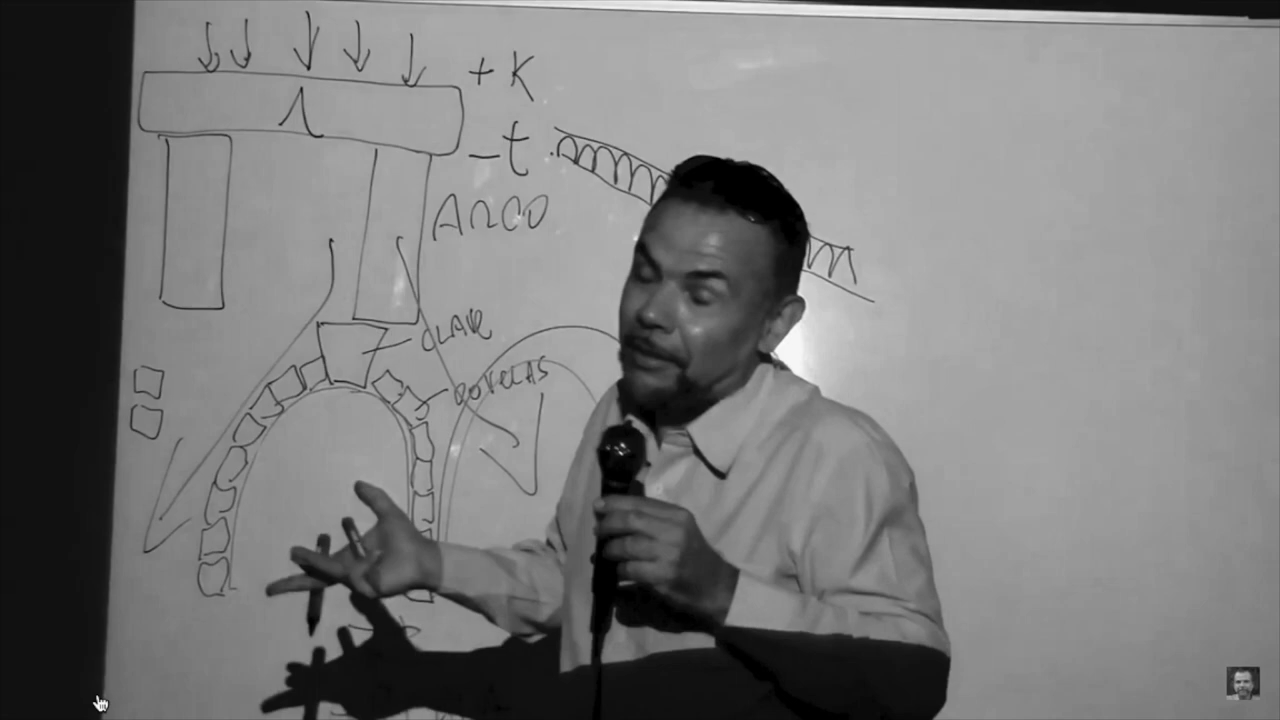 + K
- t
ARCO
CLAVE
DOVELAS